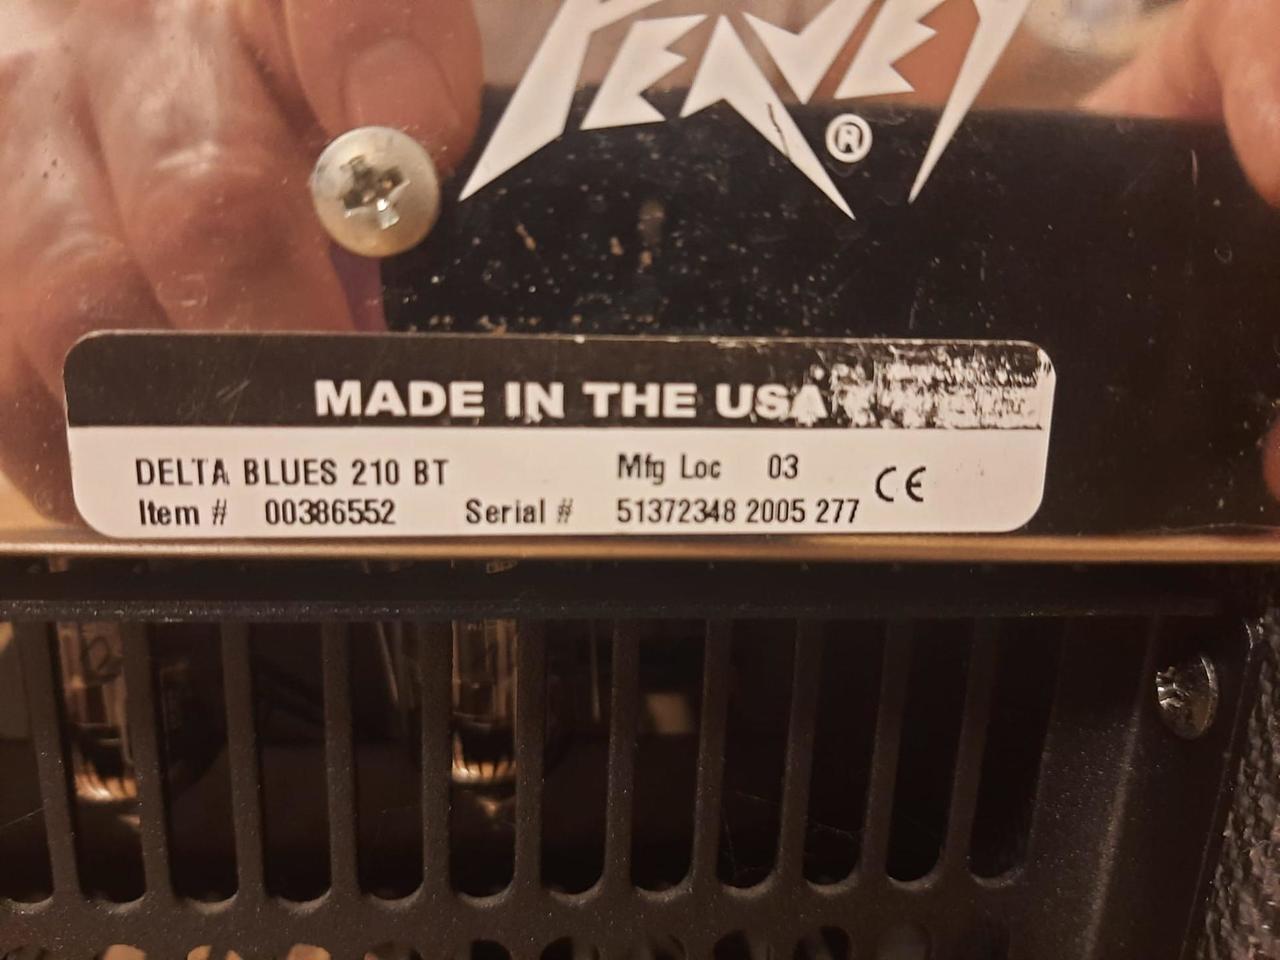 PEAVEY®
MADE IN THE USA
DELTA BLUES 210 BT Mfg Loc 03 CE
Item # 00386552 Serial # 51372348 2005 277